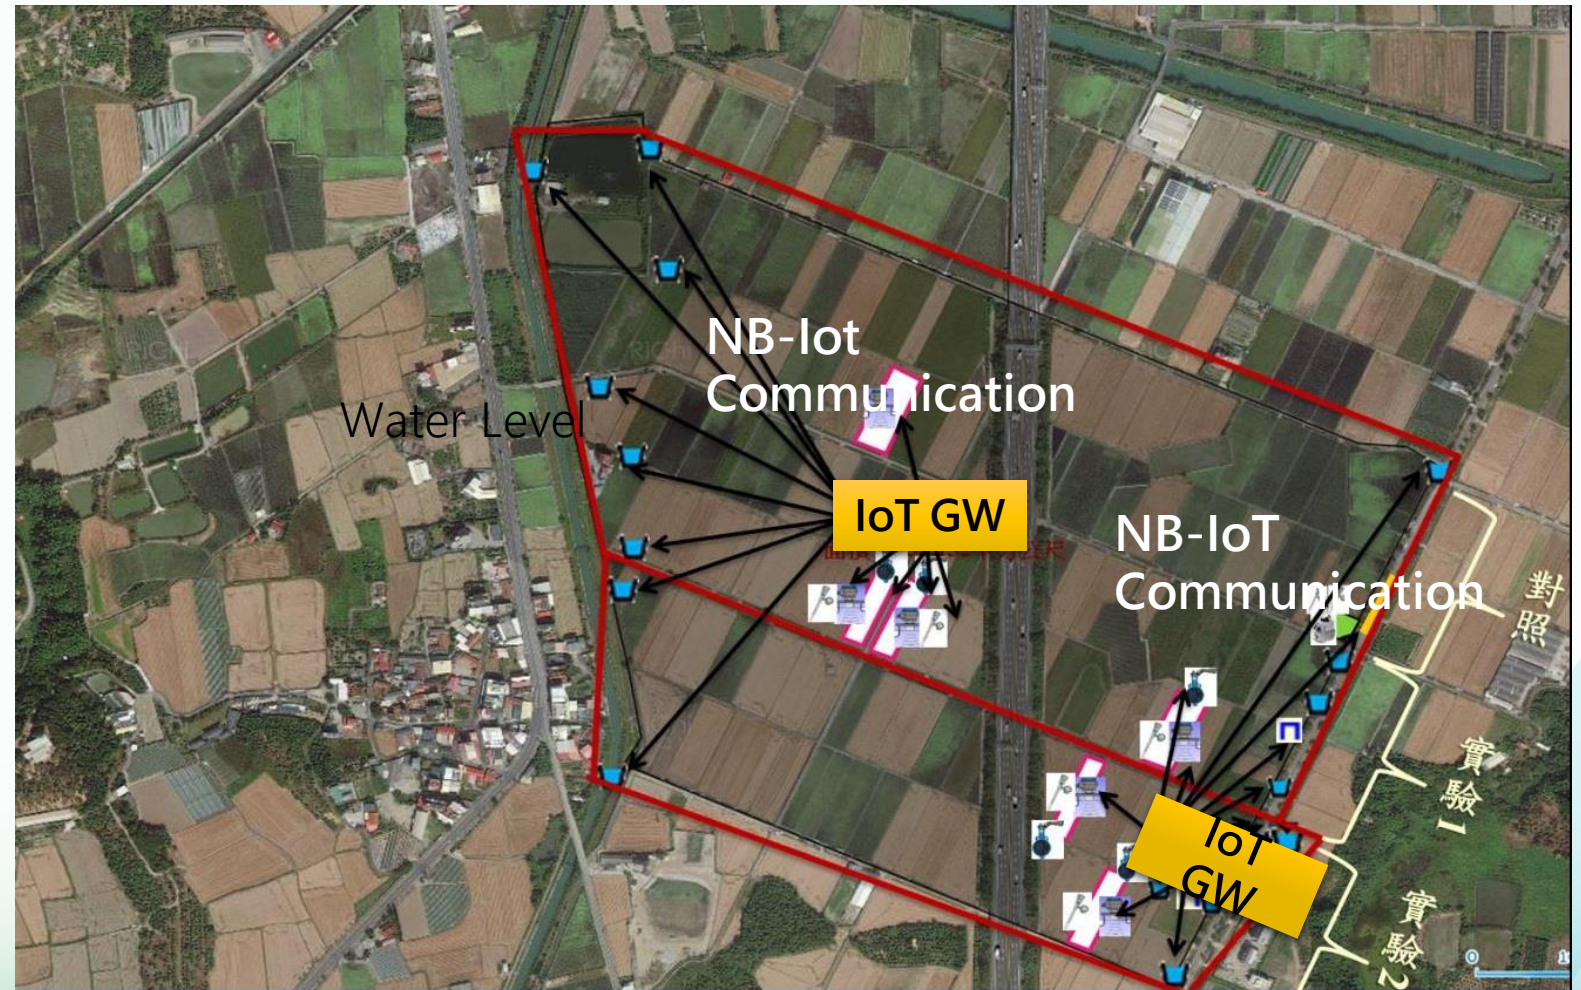 NB-Iot
Communication
Water Level
IoT GW
NB-IoT
Communication
對照
實驗1
IoT
GW
實驗2
0